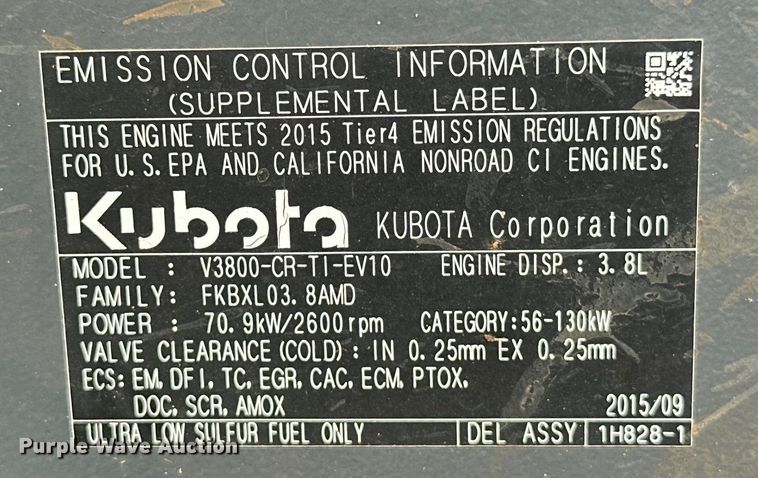 EMISSION CONTROL INFORMATION
(SUPPLEMENTAL LABEL)
THIS ENGINE MEETS 2015 Tier4 EMISSION REGULATIONS
FOR U.S.EPA AND CALIFORNIA NONROAD CI ENGINES.
Kubota KUBOTA Corporation
MODEL : V3800-CR-TI-EV10 ENGINE DISP.: 3.8L
FAMILY: FKBXL03.8AMD
POWER : 70.9kW/2600rpm CATEGORY:56-130kW
VALVE CLEARANCE(COLD): IN 0.25mm EX 0.25mm
ECS: EM, DFI, TC, EGR, CAC, ECM, PTOX,
DOC, SCR, AMOX 2015/09
ULTRA LOW SULFUR FUEL ONLY DEL ASSY 1H828-1
Purple Wave Auction